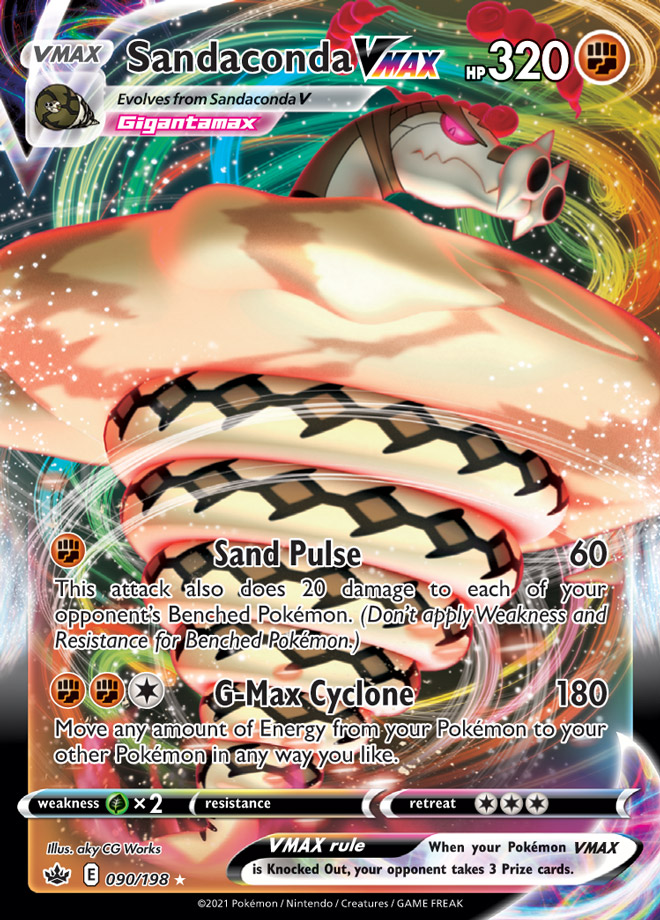 VMAX
Sandaconda VMAX HP 320
Evolves from Sandaconda V
Gigantamax
Sand Pulse 60
This attack also does 20 damage to each of your
opponent's Benched Pokémon. (Don't apply Weakness and
Resistance for Benched Pokémon.)
G-Max Cyclone 180
Move any amount of Energy from your Pokémon to your
other Pokémon in any way you like.
weakness ×2 resistance retreat
Illus. aky CG Works
VMAX rule When your Pokémon VMAX
is Knocked Out, your opponent takes 3 Prize cards.
E 090/198
©2021 Pokémon / Nintendo / Creatures / GAME FREAK